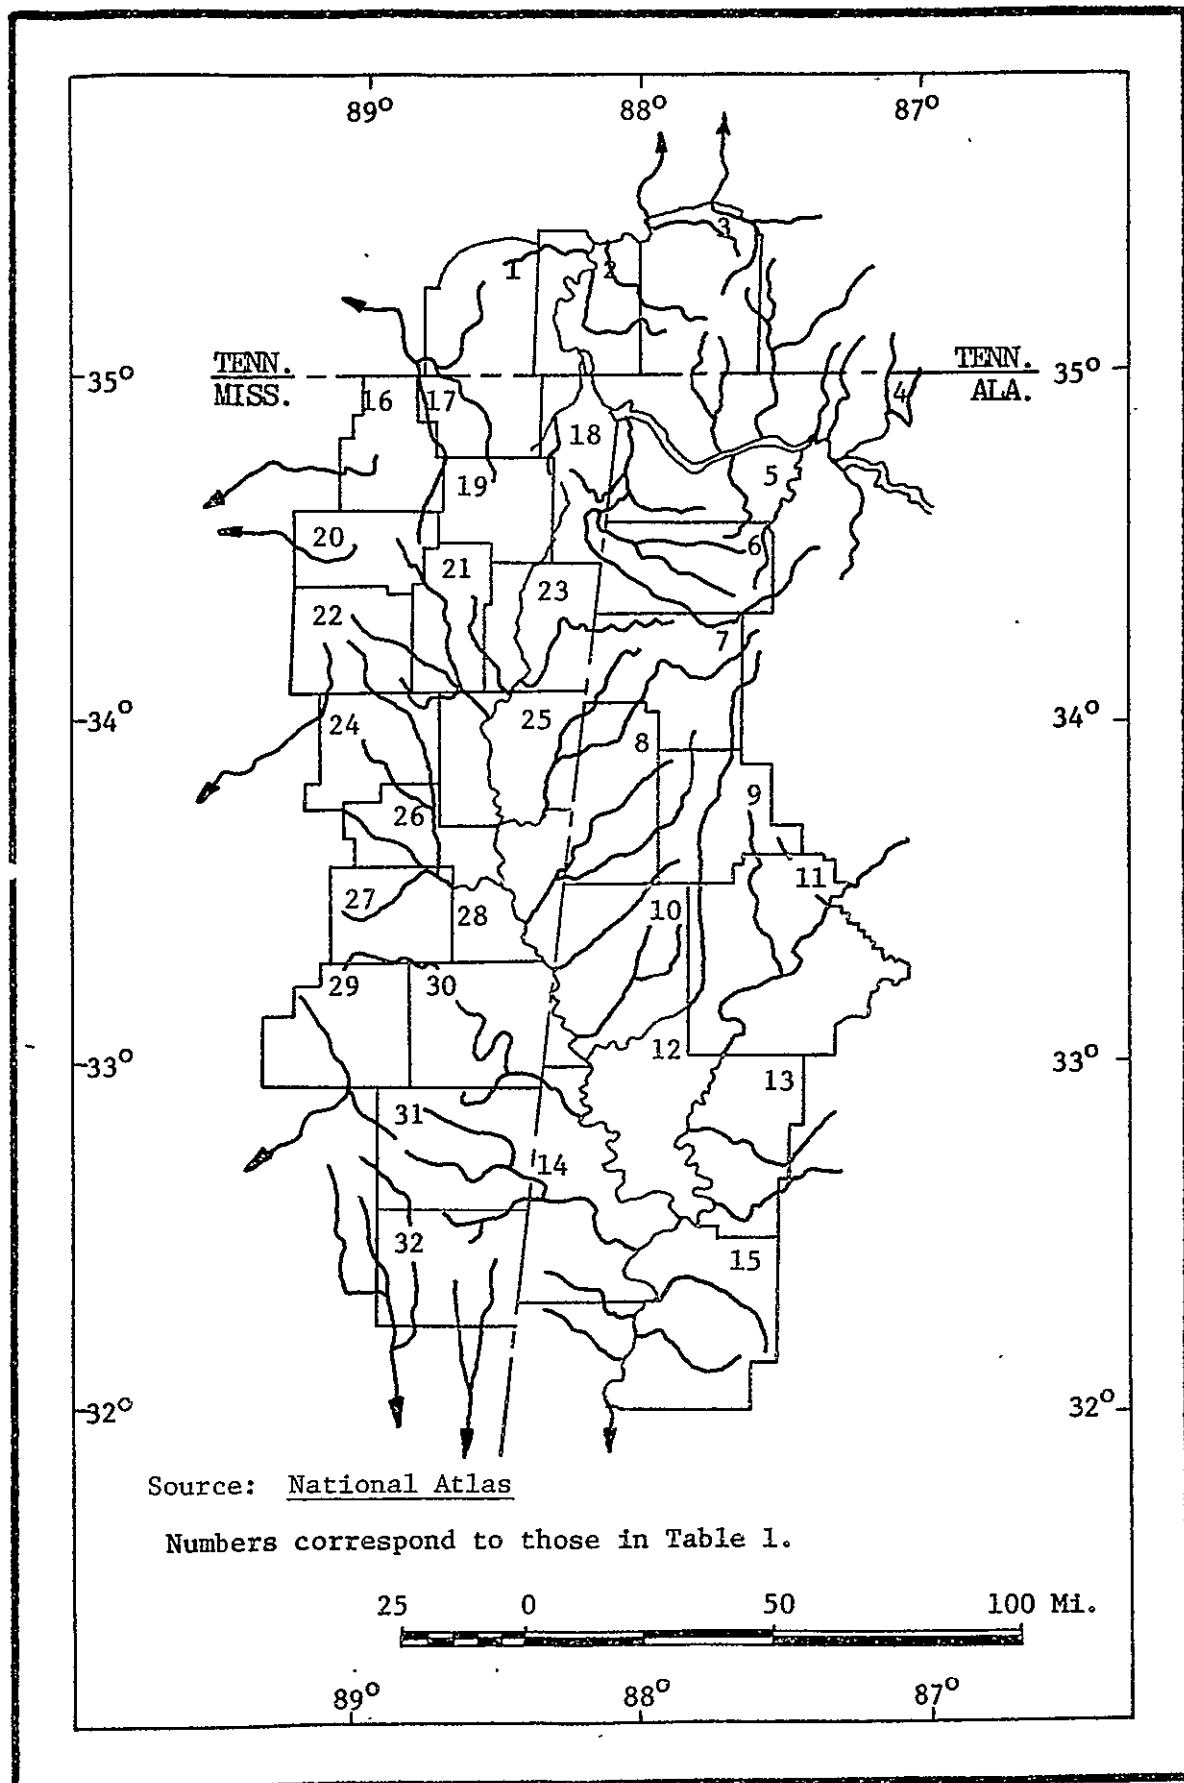 89° 88° 87°
3
1 2
TENN. TENN.
35° 35°
MISS. ALA.
16 17 4
18
19 5
20 6
21
23
22 7
34° 24 25 34°
8
26 9
11
27 28 10
29 30
33° 12 33°
13
31
14
32 15
32° 32°
Source: National Atlas
Numbers correspond to those in Table 1.
25 0 50 100 Mi.
89° 88° 87°